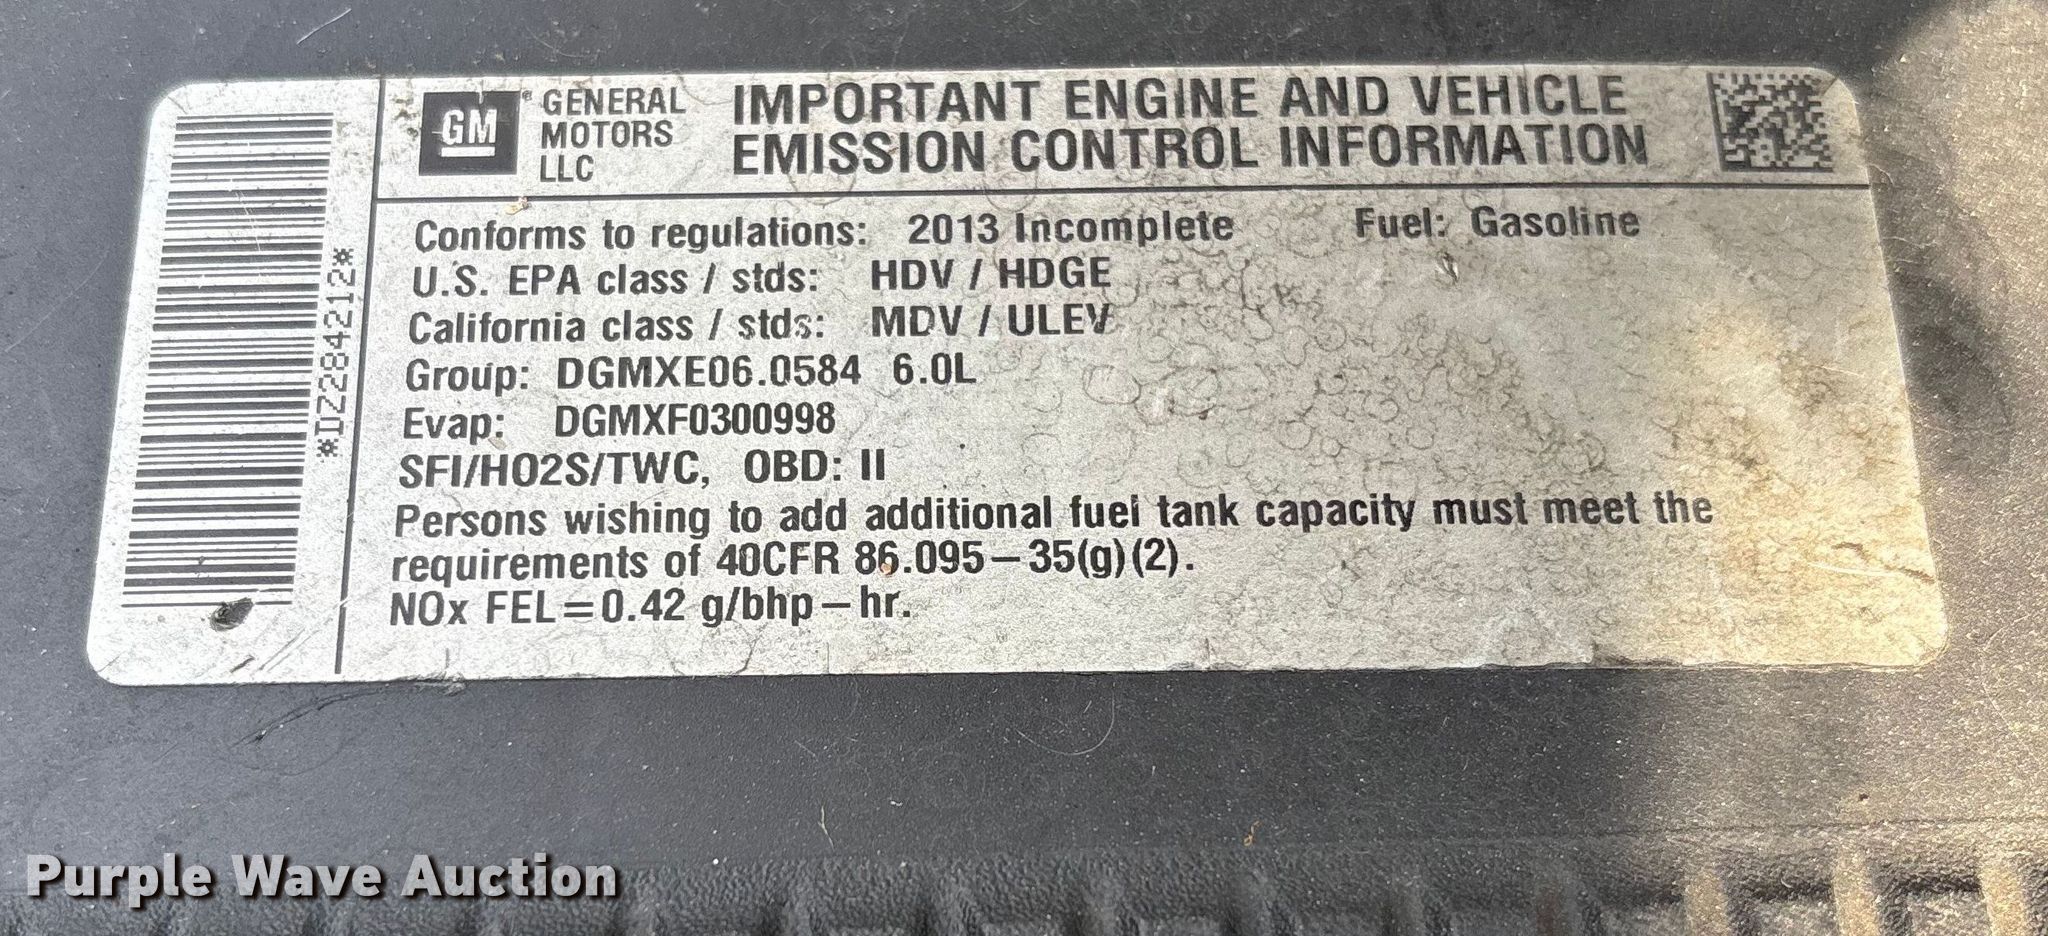 GM ® GENERAL
MOTORS
LLC
IMPORTANT ENGINE AND VEHICLE
EMISSION CONTROL INFORMATION
*DZ284212*
Conforms to regulations: 2013 Incomplete Fuel: Gasoline
U.S. EPA class / stds: HDV / HDGE
California class / stds: MDV / ULEV
Group: DGMXE06.0584 6.0L
Evap: DGMXF0300998
SFI/HO2S/TWC, OBD: II
Persons wishing to add additional fuel tank capacity must meet the
requirements of 40CFR 86.095–35(g)(2).
NOx FEL=0.42 g/bhp–hr.
Purple Wave Auction